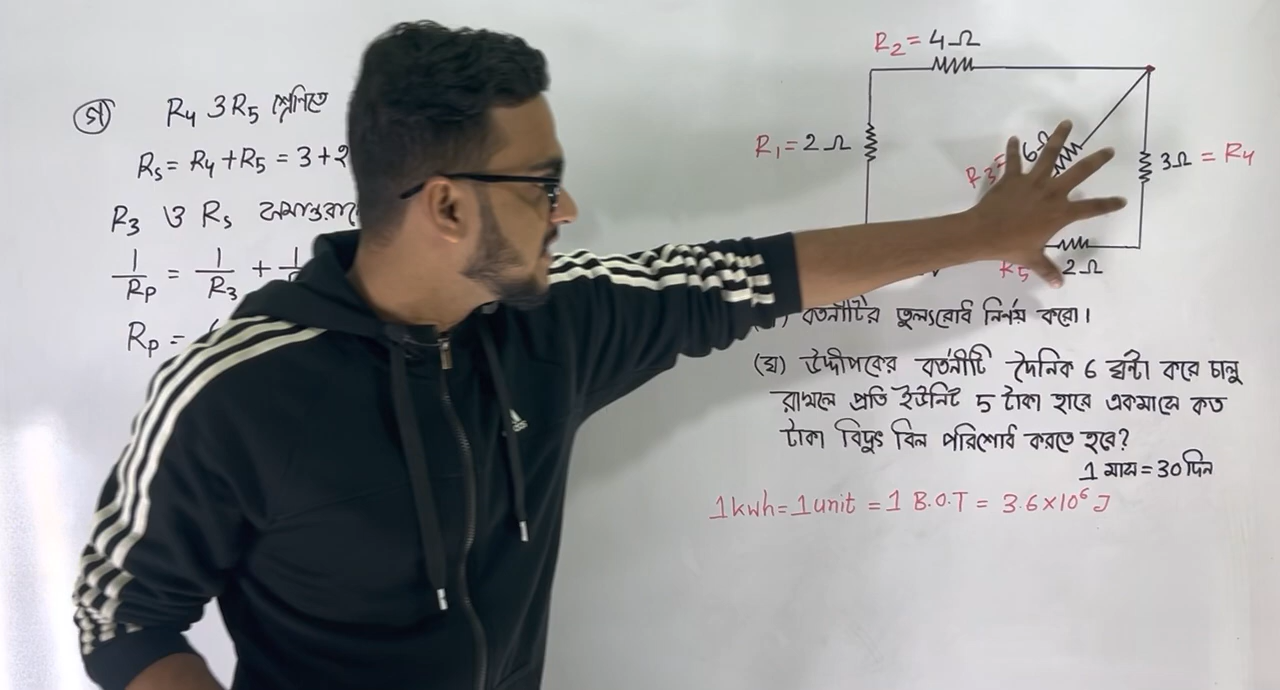 (গ) R₄ ও R₅ শ্রেণিতে
Rₛ = R₄ + R₅ = 3 + 2
R₃ ও Rₛ
1/Rₚ = 1/R₃ + 1/
Rₚ =
R₂ = 4Ω
R₁ = 2Ω
R₃ = 6Ω
3Ω = R₄
R₅ 2Ω
বর্তনীটির তুল্যরোধ নির্ণয় করো।
(ঘ) উদ্দীপকের বর্তনীটি দৈনিক 6 ঘন্টা করে চালু
রাখলে প্রতি ইউনিট 5 টাকা হারে একমাসে কত
টাকা বিদ্যুৎ বিল পরিশোধ করতে হবে?
1 মাস = 30 দিন
1kwh = 1unit = 1 B.O.T = 3.6×10⁶ J
adidas